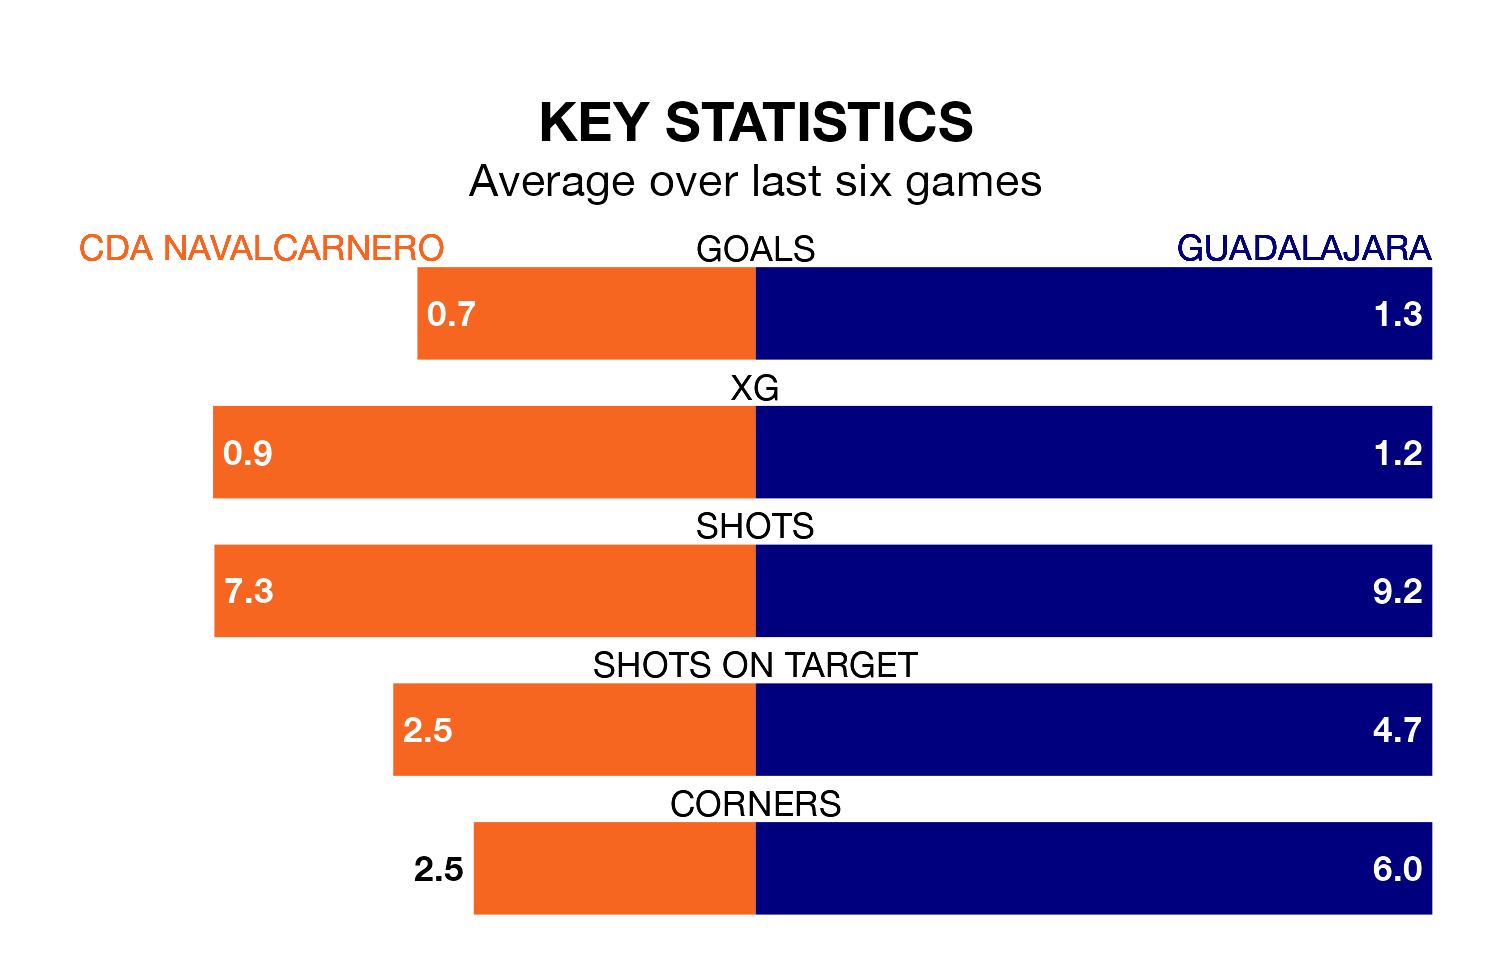 KEY STATISTICS
Average over last six games
CDA NAVALCARNERO GOALS GUADALAJARA
0.7 1.3
XG
0.9 1.2
SHOTS
7.3 9.2
SHOTS ON TARGET
2.5 4.7
CORNERS
2.5 6.0